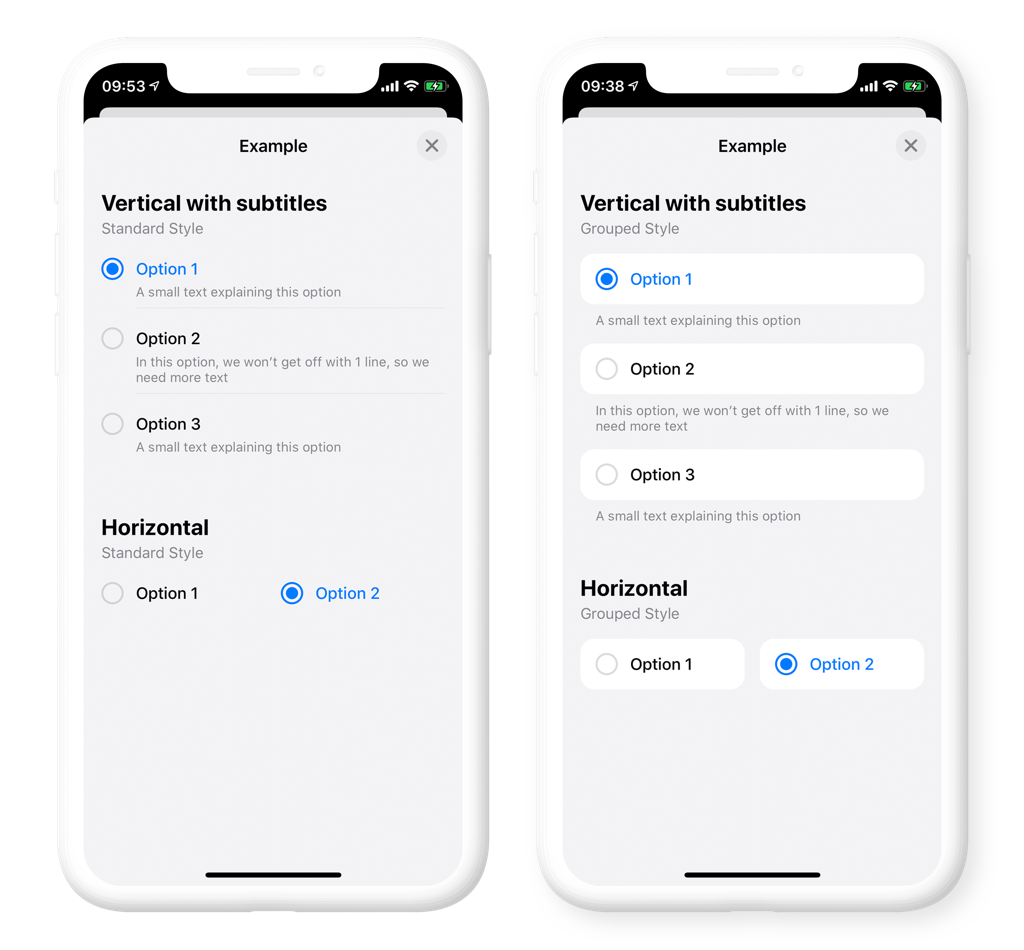 09:53
Example
Vertical with subtitles
Standard Style
Option 1
A small text explaining this option
Option 2
In this option, we won’t get off with 1 line, so we
need more text
Option 3
A small text explaining this option
Horizontal
Standard Style
Option 1
Option 2
09:38
Example
Vertical with subtitles
Grouped Style
Option 1
A small text explaining this option
Option 2
In this option, we won’t get off with 1 line, so we
need more text
Option 3
A small text explaining this option
Horizontal
Grouped Style
Option 1
Option 2